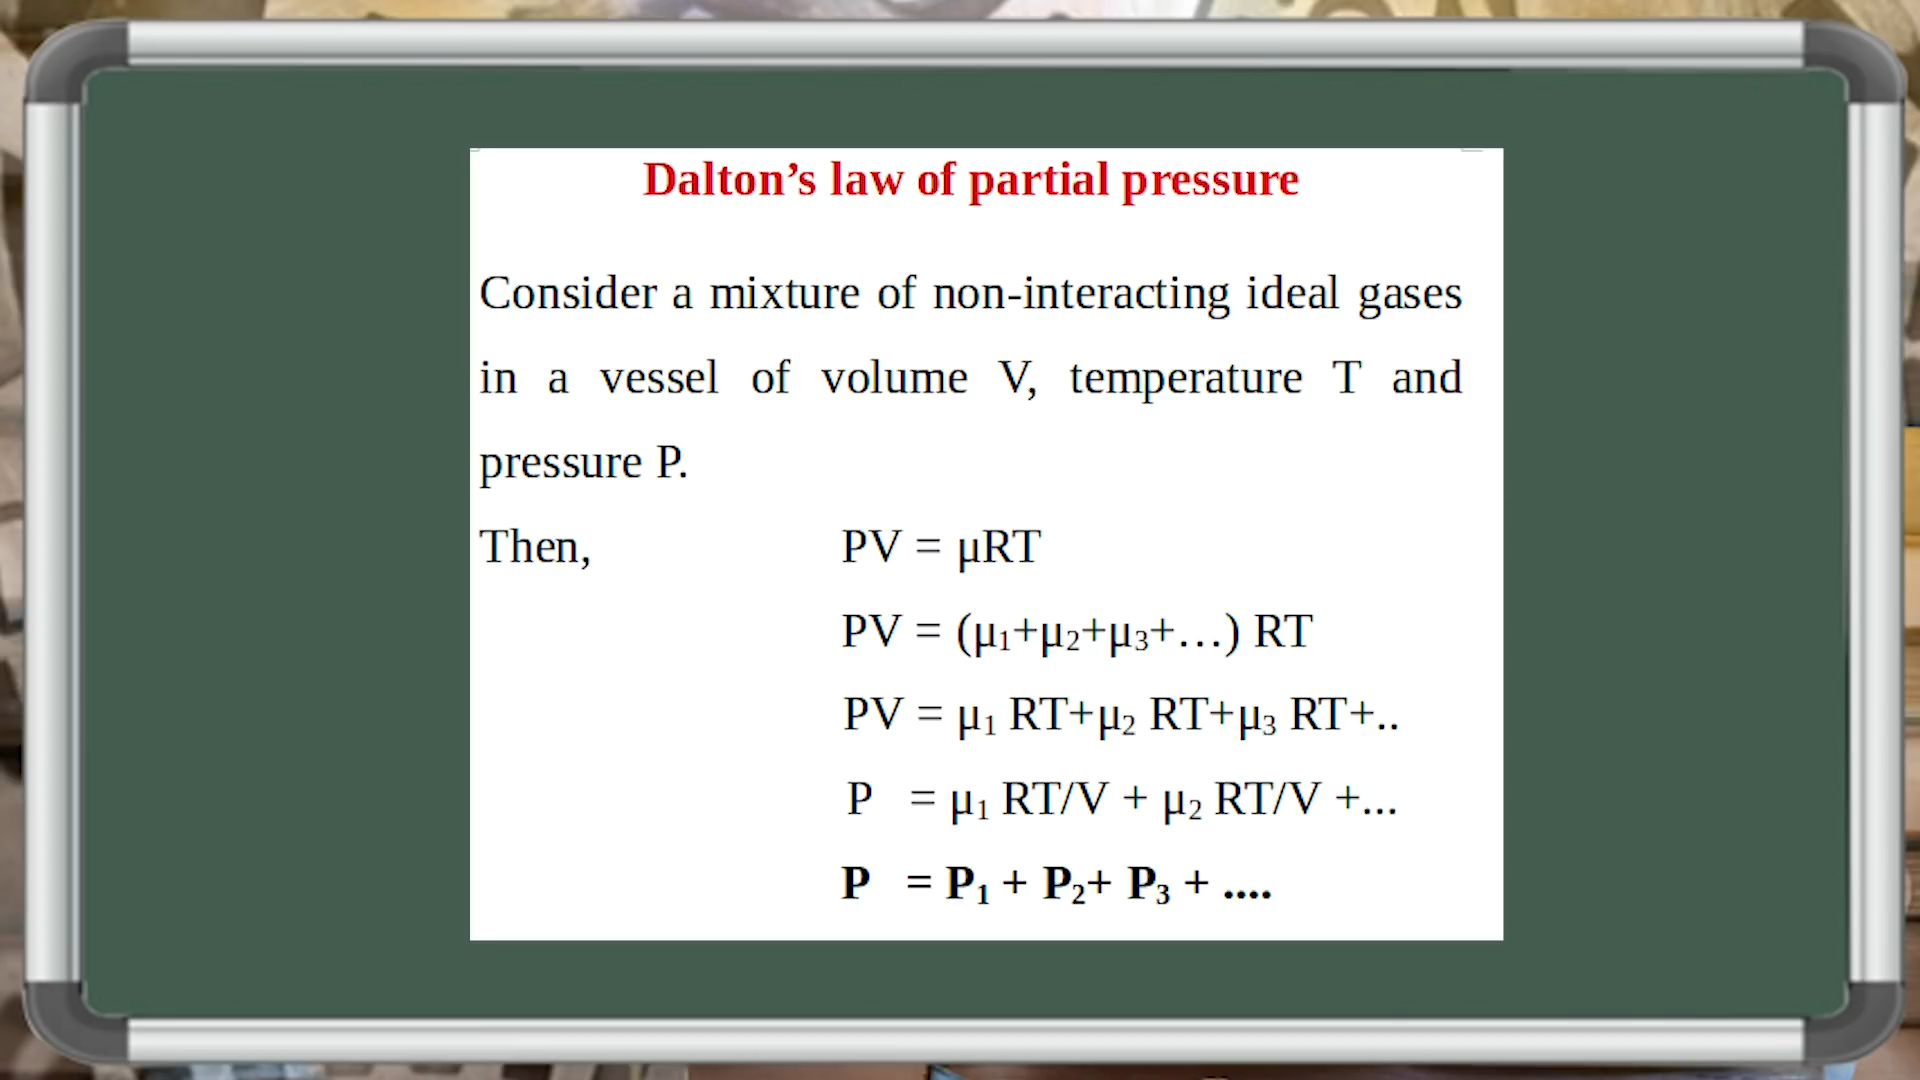 Dalton’s law of partial pressure
Consider a mixture of non-interacting ideal gases
in a vessel of volume V, temperature T and
pressure P.
Then, PV = μRT
PV = (μ₁+μ₂+μ₃+…) RT
PV = μ₁ RT+μ₂ RT+μ₃ RT+..
P = μ₁ RT/V + μ₂ RT/V +...
P = P₁ + P₂+ P₃ + ....